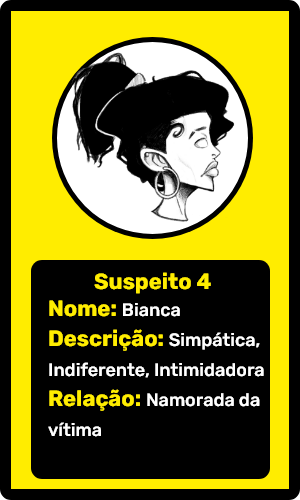 Suspeito 4
Nome: Bianca
Descrição: Simpática,
Indiferente, Intimidadora
Relação: Namorada da
vítima